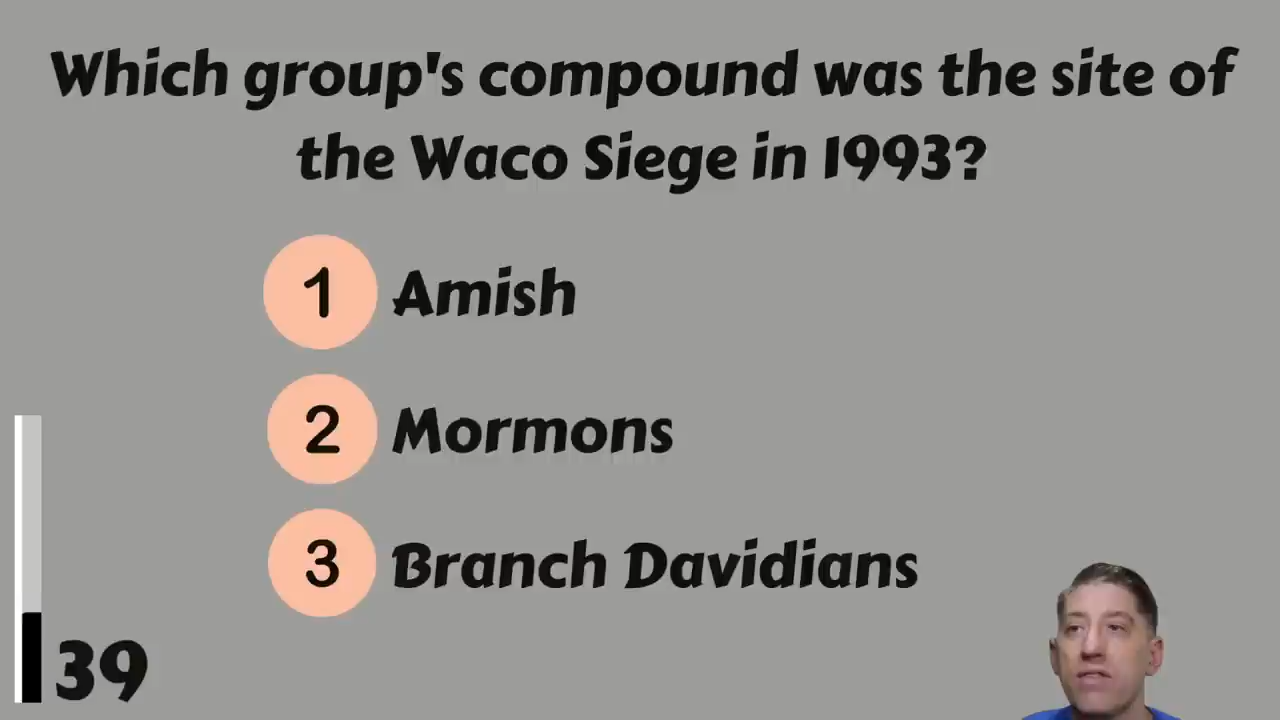 Which group's compound was the site of
the Waco Siege in 1993?
1 Amish
2 Mormons
3 Branch Davidians
39